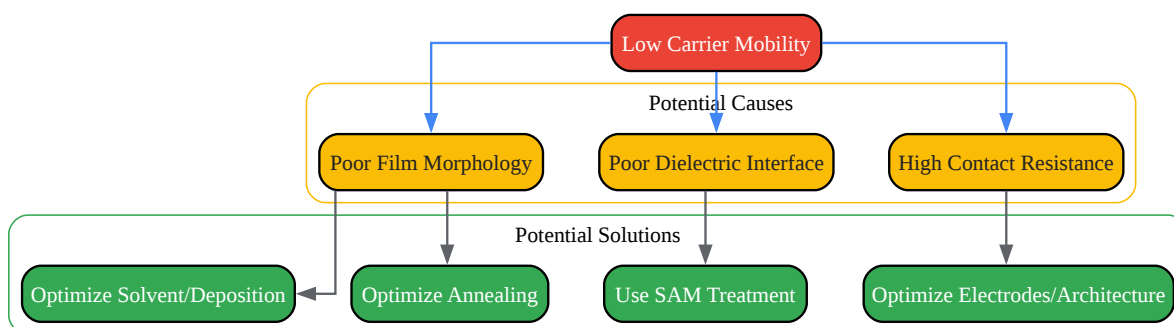 Low Carrier Mobility
Potential Causes
Poor Film Morphology
Poor Dielectric Interface
High Contact Resistance
Potential Solutions
Optimize Solvent/Deposition
Optimize Annealing
Use SAM Treatment
Optimize Electrodes/Architecture